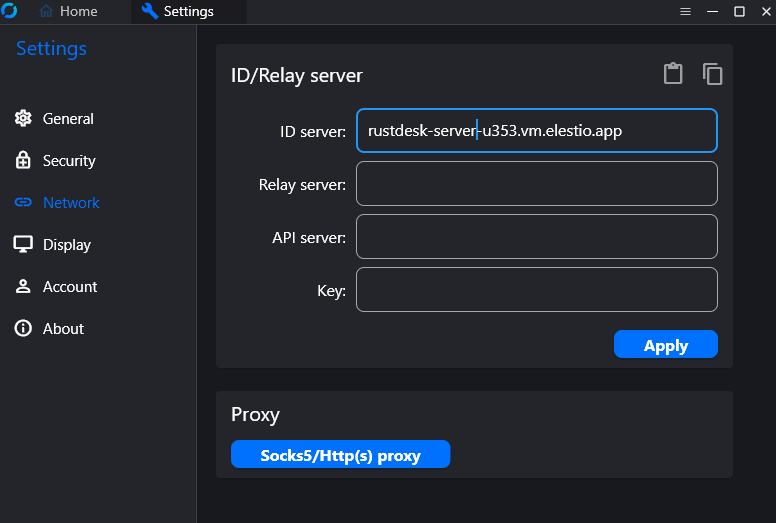 Home
Settings
Settings
General
Security
Network
Display
Account
About
ID/Relay server
ID server: rustdesk-server-u353.vm.elestio.app
Relay server:
API server:
Key:
Apply
Proxy
Socks5/Http(s) proxy